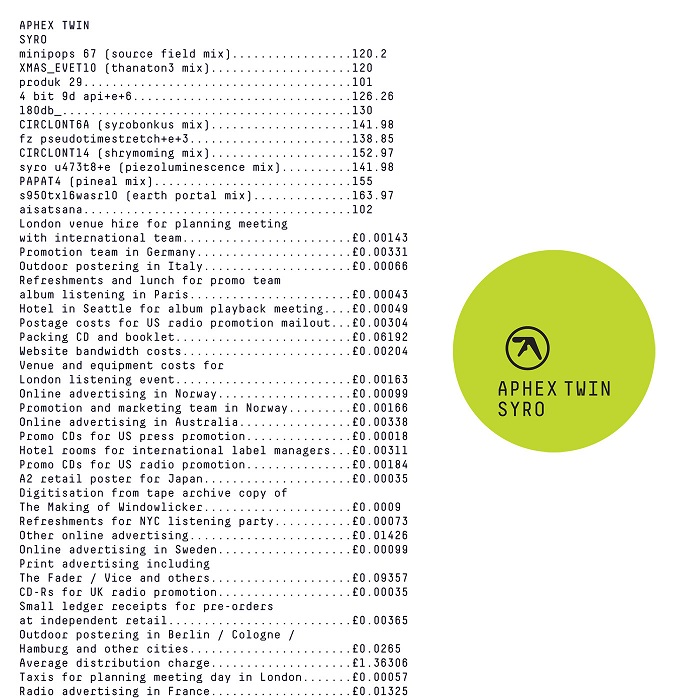 APHEX TWIN
SYRO
minipops 67 (source field mix).................120.2
XMAS_EVET10 (thanaton3 mix)....................120
produk 29......................................101
4 bit 9d api+e+6...............................126.26
180db_.........................................130
CIRCLONT6A (syrobonkus mix)....................141.98
fz pseudotimestretch+e+3.......................138.85
CIRCLONT14 (shrymoming mix)....................152.97
syro u473t8+e (piezoluminescence mix)..........141.98
PAPAT4 (pineal mix)............................155
s950tx16wasr10 (earth portal mix)..............163.97
aisatsana......................................102
London venue hire for planning meeting
with international team........................£0.00143
Promotion team in Germany......................£0.00331
Outdoor postering in Italy.....................£0.00066
Refreshments and lunch for promo team
album listening in Paris.......................£0.00043
Hotel in Seattle for album playback meeting....£0.00049
Postage costs for US radio promotion mailout...£0.00304
Packing CD and booklet.........................£0.06192
Website bandwidth costs........................£0.00204
Venue and equipment costs for
London listening event.........................£0.00163
Online advertising in Norway...................£0.00099
Promotion and marketing team in Norway.........£0.00166
Online advertising in Australia................£0.00338
Promo CDs for US press promotion...............£0.00018
Hotel rooms for international label managers...£0.00311
Promo CDs for US radio promotion...............£0.00184
A2 retail poster for Japan.....................£0.00035
Digitisation from tape archive copy of
The Making of Windowlicker.....................£0.0009
Refreshments for NYC listening party...........£0.00073
Other online advertising.......................£0.01426
Online advertising in Sweden...................£0.00099
Print advertising including
The Fader / Vice and others....................£0.09357
CD-Rs for UK radio promotion...................£0.00035
Small ledger receipts for pre-orders
at independent retail..........................£0.00365
Outdoor postering in Berlin / Cologne /
Hamburg and other cities.......................£0.0265
Average distribution charge....................£1.36306
Taxis for planning meeting day in London.......£0.00057
Radio advertising in France....................£0.01325
APHEX TWIN
SYRO